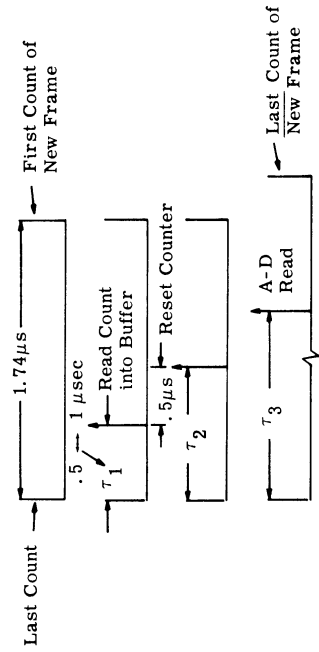 Last Count
1.74μs
First Count of
New Frame
.5 — 1 μsec
τ1
Read Count
into Buffer
.5μs
Reset Counter
τ2
τ3
A-D
Read
Last Count of
New Frame